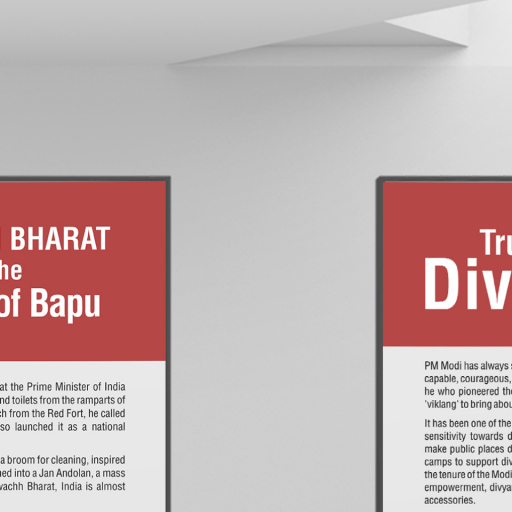 BHARAT
he
of Bapu
at the Prime Minister of India
nd toilets from the ramparts of
ch from the Red Fort, he called
so launched it as a national
a broom for cleaning, inspired
ned into a Jan Andolan, a mass
wachh Bharat, India is almost
Tru
Div
PM Modi has always s
capable, courageous,
he who pioneered the
'viklang' to bring abou
It has been one of the
sensitivity towards d
make public places d
camps to support div
the tenure of the Modi
empowerment, divya
accessories.